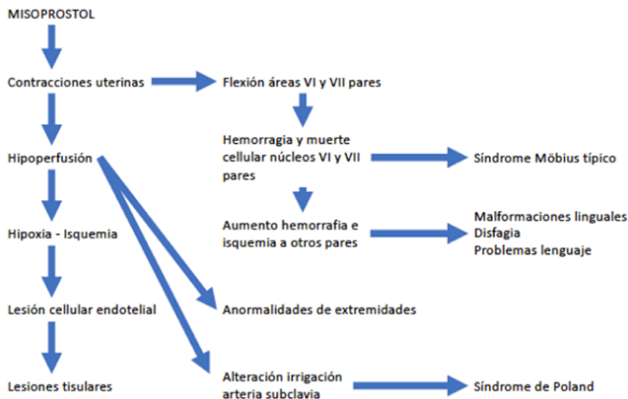 MISOPROSTOL
Contracciones uterinas
Flexión áreas VI y VII pares
Hipoperfusión
Hemorragia y muerte
cellular núcleos VI y VII
pares
Síndrome Möbius típico
Hipoxia - Isquemia
Aumento hemorrafia e
isquemia a otros pares
Malformaciones linguales
Disfagia
Problemas lenguaje
Lesión cellular endotelial
Anormalidades de extremidades
Lesiones tisulares
Alteración irrigación
arteria subclavia
Síndrome de Poland